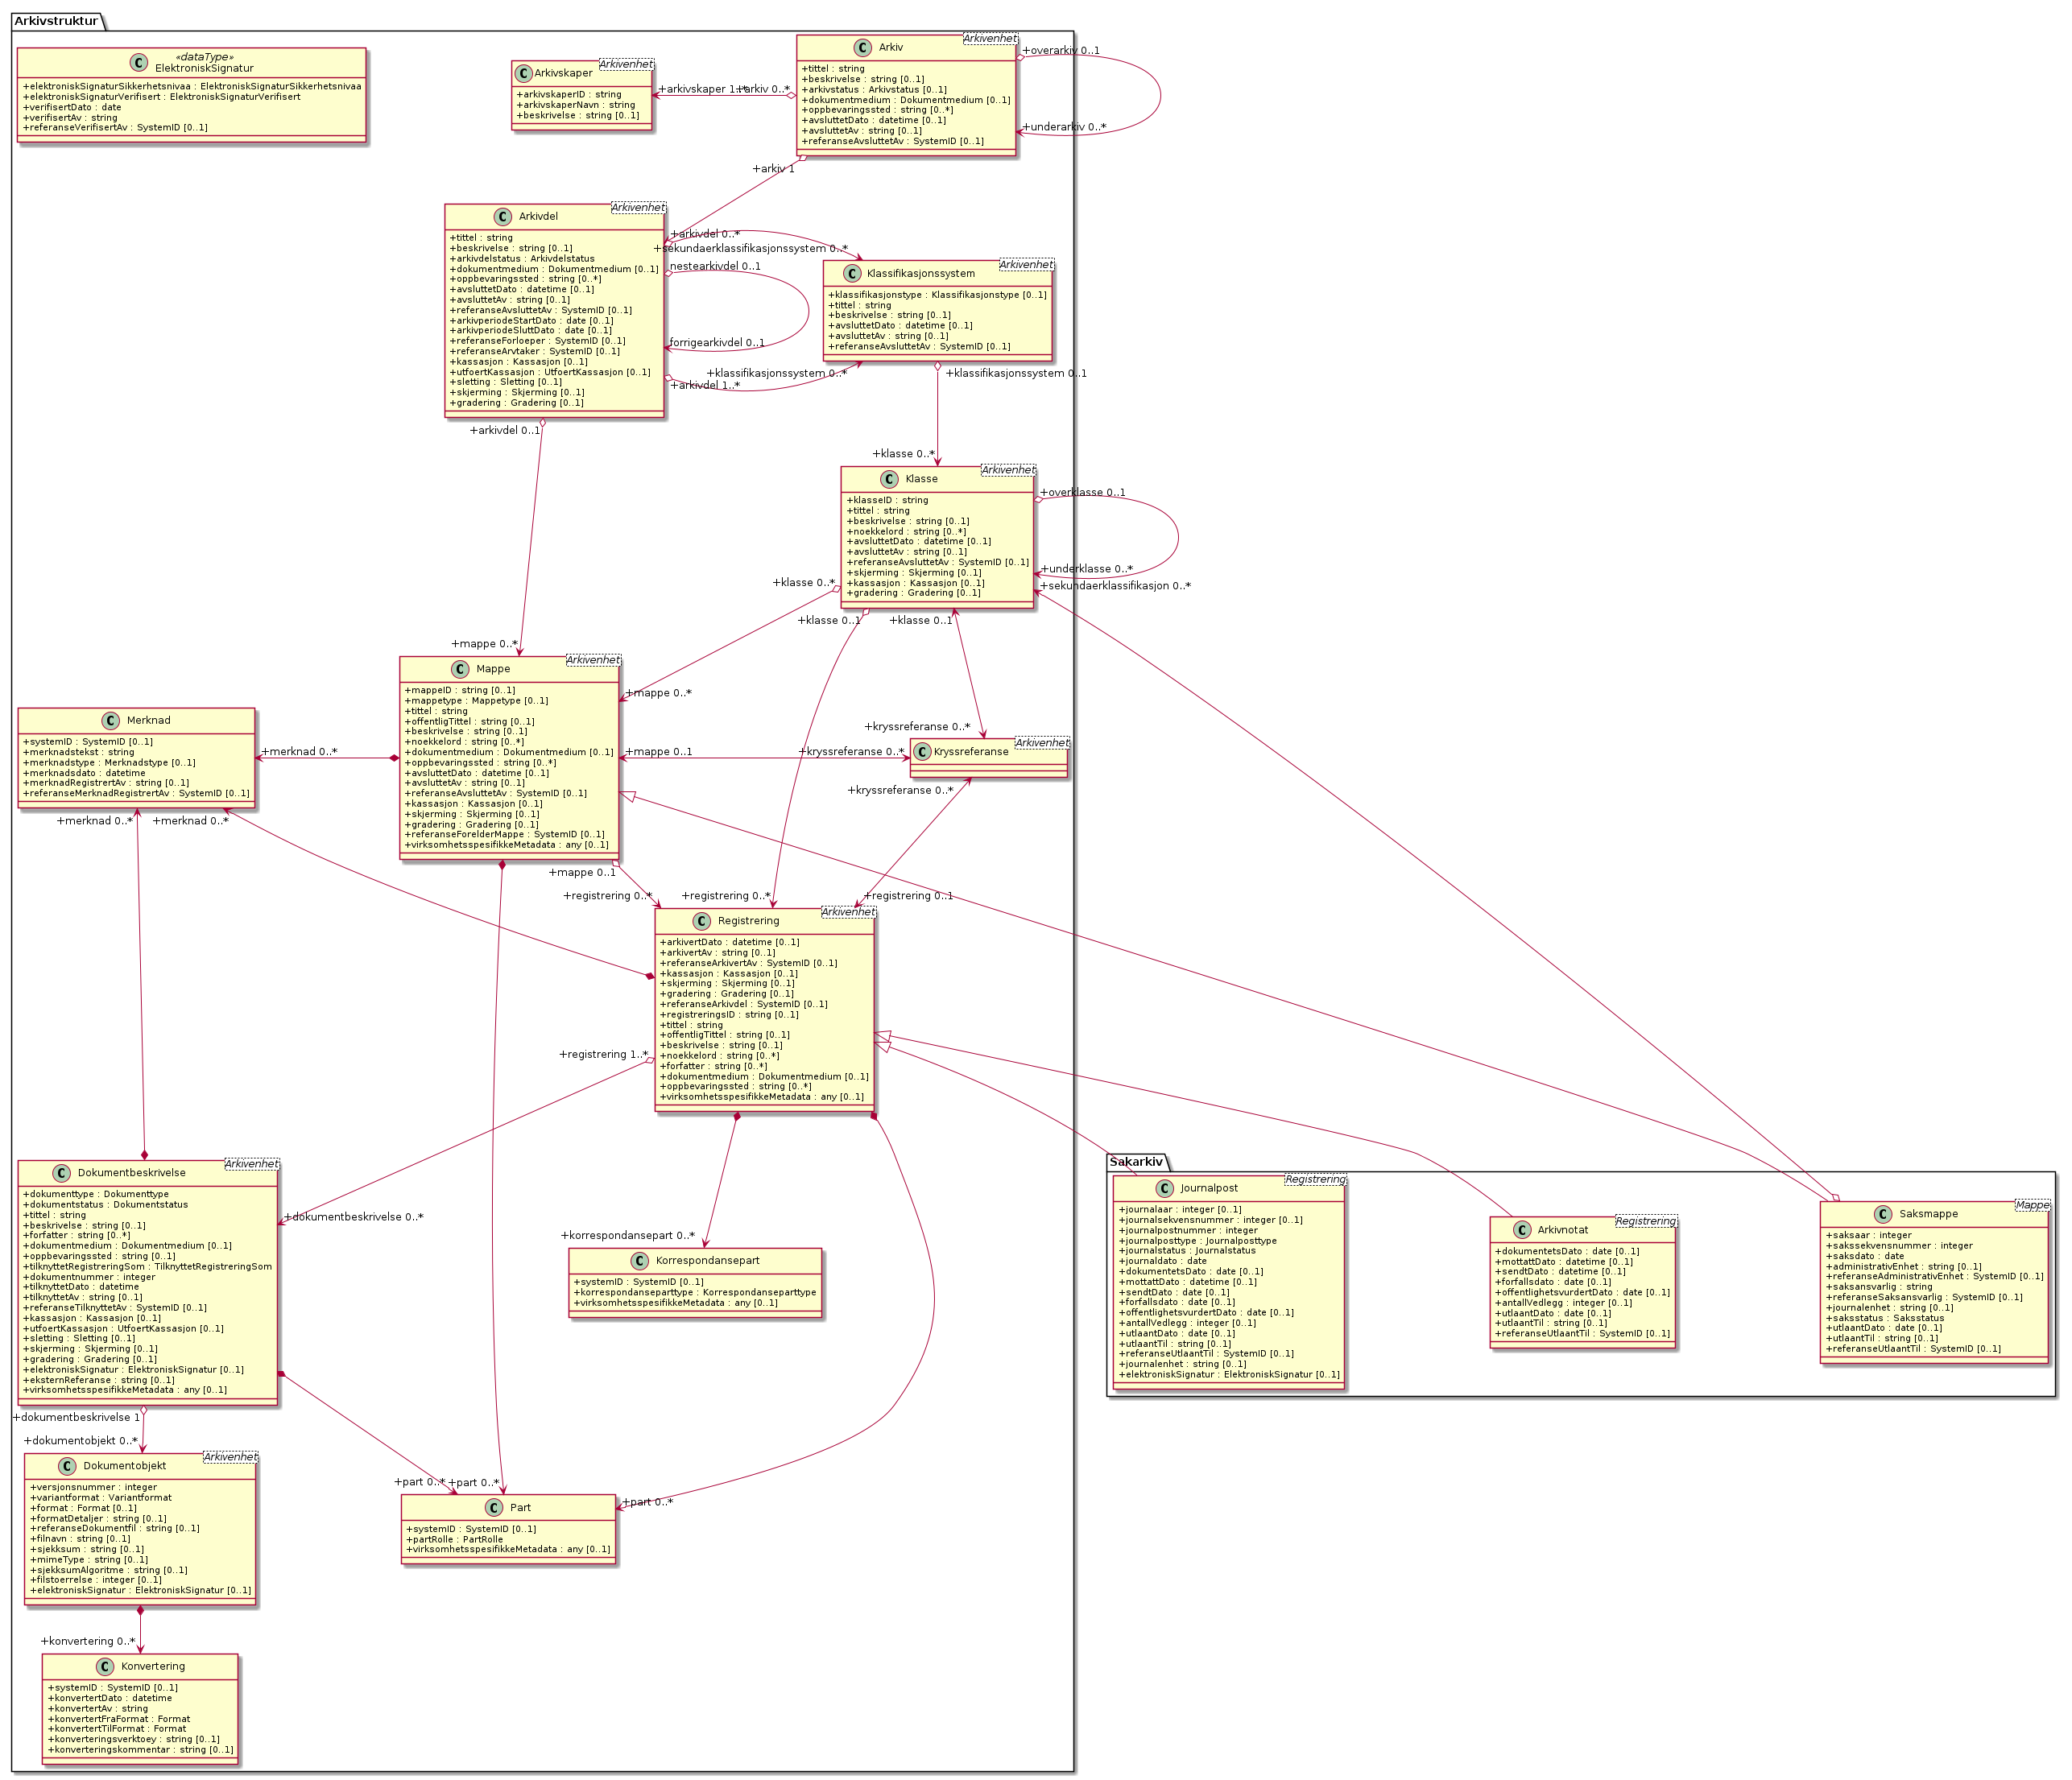 Arkivstruktur
«dataType»
ElektroniskSignatur
+elektroniskSignaturSikkerhetsnivaa : ElektroniskSignaturSikkerhetsnivaa
+elektroniskSignaturVerifisert : ElektroniskSignaturVerifisert
+verifisertDato : date
+verifisertAv : string
+referanseVerifisertAv : SystemID [0..1]
Arkivenhet
Arkivskaper
+arkivskaperID : string
+arkivskaperNavn : string
+beskrivelse : string [0..1]
+arkivskaper 1..*
+arkiv 0..*
Arkivenhet
Arkiv
+tittel : string
+beskrivelse : string [0..1]
+arkivstatus : Arkivstatus [0..1]
+dokumentmedium : Dokumentmedium [0..1]
+oppbevaringssted : string [0..*]
+avsluttetDato : datetime [0..1]
+avsluttetAv : string [0..1]
+referanseAvsluttetAv : SystemID [0..1]
+overarkiv 0..1
+underarkiv 0..*
+arkiv 1
Arkivenhet
Arkivdel
+tittel : string
+beskrivelse : string [0..1]
+arkivdelstatus : Arkivdelstatus
+dokumentmedium : Dokumentmedium [0..1]
+oppbevaringssted : string [0..*]
+avsluttetDato : datetime [0..1]
+avsluttetAv : string [0..1]
+referanseAvsluttetAv : SystemID [0..1]
+arkivperiodeStartDato : date [0..1]
+arkivperiodeSluttDato : date [0..1]
+referanseForloeper : SystemID [0..1]
+referanseArvtaker : SystemID [0..1]
+kassasjon : Kassasjon [0..1]
+utfoertKassasjon : UtfoertKassasjon [0..1]
+sletting : Sletting [0..1]
+skjerming : Skjerming [0..1]
+gradering : Gradering [0..1]
+arkivdel 0..*
+sekundaerklassifikasjonssystem 0..*
nestearkivdel 0..1
forrigearkivdel 0..1
+klassifikasjonssystem 0..*
+arkivdel 1..*
Arkivenhet
Klassifikasjonssystem
+klassifikasjonstype : Klassifikasjonstype [0..1]
+tittel : string
+beskrivelse : string [0..1]
+avsluttetDato : datetime [0..1]
+avsluttetAv : string [0..1]
+referanseAvsluttetAv : SystemID [0..1]
+klassifikasjonssystem 0..1
+arkivdel 0..1
+klasse 0..*
Arkivenhet
Klasse
+klasseID : string
+tittel : string
+beskrivelse : string [0..1]
+noekkelord : string [0..*]
+avsluttetDato : datetime [0..1]
+avsluttetAv : string [0..1]
+referanseAvsluttetAv : SystemID [0..1]
+skjerming : Skjerming [0..1]
+kassasjon : Kassasjon [0..1]
+gradering : Gradering [0..1]
+overklasse 0..1
+underklasse 0..*
+sekundaerklassifikasjon 0..*
+klasse 0..*
+klasse 0..1
+klasse 0..1
+mappe 0..*
Arkivenhet
Mappe
+mappeID : string [0..1]
+mappetype : Mappetype [0..1]
+tittel : string
+offentligTittel : string [0..1]
+beskrivelse : string [0..1]
+noekkelord : string [0..*]
+dokumentmedium : Dokumentmedium [0..1]
+oppbevaringssted : string [0..*]
+avsluttetDato : datetime [0..1]
+avsluttetAv : string [0..1]
+referanseAvsluttetAv : SystemID [0..1]
+kassasjon : Kassasjon [0..1]
+skjerming : Skjerming [0..1]
+gradering : Gradering [0..1]
+referanseForelderMappe : SystemID [0..1]
+virksomhetsspesifikkeMetadata : any [0..1]
+mappe 0..*
+mappe 0..1
+kryssreferanse 0..*
+kryssreferanse 0..*
Arkivenhet
Kryssreferanse
+kryssreferanse 0..*
Merknad
+systemID : SystemID [0..1]
+merknadstekst : string
+merknadstype : Merknadstype [0..1]
+merknadsdato : datetime
+merknadRegistrertAv : string [0..1]
+referanseMerknadRegistrertAv : SystemID [0..1]
+merknad 0..*
+merknad 0..*
+merknad 0..*
+mappe 0..1
+registrering 0..*
+registrering 0..*
+registrering 0..1
Arkivenhet
Registrering
+arkivertDato : datetime [0..1]
+arkivertAv : string [0..1]
+referanseArkivertAv : SystemID [0..1]
+kassasjon : Kassasjon [0..1]
+skjerming : Skjerming [0..1]
+gradering : Gradering [0..1]
+referanseArkivdel : SystemID [0..1]
+registreringsID : string [0..1]
+tittel : string
+offentligTittel : string [0..1]
+beskrivelse : string [0..1]
+noekkelord : string [0..*]
+forfatter : string [0..*]
+dokumentmedium : Dokumentmedium [0..1]
+oppbevaringssted : string [0..*]
+virksomhetsspesifikkeMetadata : any [0..1]
+registrering 1..*
Arkivenhet
Dokumentbeskrivelse
+dokumenttype : Dokumenttype
+dokumentstatus : Dokumentstatus
+tittel : string
+beskrivelse : string [0..1]
+forfatter : string [0..*]
+dokumentmedium : Dokumentmedium [0..1]
+oppbevaringssted : string [0..1]
+tilknyttetRegistreringSom : TilknyttetRegistreringSom
+dokumentnummer : integer
+tilknyttetDato : datetime
+tilknyttetAv : string [0..1]
+referanseTilknyttetAv : SystemID [0..1]
+kassasjon : Kassasjon [0..1]
+utfoertKassasjon : UtfoertKassasjon [0..1]
+sletting : Sletting [0..1]
+skjerming : Skjerming [0..1]
+gradering : Gradering [0..1]
+elektroniskSignatur : ElektroniskSignatur [0..1]
+eksternReferanse : string [0..1]
+virksomhetsspesifikkeMetadata : any [0..1]
+dokumentbeskrivelse 0..*
+korrespondansepart 0..*
Korrespondansepart
+systemID : SystemID [0..1]
+korrespondanseparttype : Korrespondanseparttype
+virksomhetsspesifikkeMetadata : any [0..1]
Sakarkiv
Registrering
Journalpost
+journalaar : integer [0..1]
+journalsekvensnummer : integer [0..1]
+journalpostnummer : integer
+journalposttype : Journalposttype
+journalstatus : Journalstatus
+journaldato : date
+dokumentetsDato : date [0..1]
+mottattDato : datetime [0..1]
+sendtDato : date [0..1]
+forfallsdato : date [0..1]
+offentlighetsvurdertDato : date [0..1]
+antallVedlegg : integer [0..1]
+utlaantDato : date [0..1]
+utlaantTil : string [0..1]
+referanseUtlaantTil : SystemID [0..1]
+journalenhet : string [0..1]
+elektroniskSignatur : ElektroniskSignatur [0..1]
Registrering
Arkivnotat
+dokumentetsDato : date [0..1]
+mottattDato : datetime [0..1]
+sendtDato : datetime [0..1]
+forfallsdato : date [0..1]
+offentlighetsvurdertDato : date [0..1]
+antallVedlegg : integer [0..1]
+utlaantDato : date [0..1]
+utlaantTil : string [0..1]
+referanseUtlaantTil : SystemID [0..1]
Mappe
Saksmappe
+saksaar : integer
+sakssekvensnummer : integer
+saksdato : date
+administrativEnhet : string [0..1]
+referanseAdministrativEnhet : SystemID [0..1]
+saksansvarlig : string
+referanseSaksansvarlig : SystemID [0..1]
+journalenhet : string [0..1]
+saksstatus : Saksstatus
+utlaantDato : date [0..1]
+utlaantTil : string [0..1]
+referanseUtlaantTil : SystemID [0..1]
+dokumentbeskrivelse 1
+dokumentobjekt 0..*
Arkivenhet
Dokumentobjekt
+versjonsnummer : integer
+variantformat : Variantformat
+format : Format [0..1]
+formatDetaljer : string [0..1]
+referanseDokumentfil : string [0..1]
+filnavn : string [0..1]
+sjekksum : string [0..1]
+mimeType : string [0..1]
+sjekksumAlgoritme : string [0..1]
+filstoerrelse : integer [0..1]
+elektroniskSignatur : ElektroniskSignatur [0..1]
+part 0..*
+part 0..*
+part 0..*
Part
+systemID : SystemID [0..1]
+partRolle : PartRolle
+virksomhetsspesifikkeMetadata : any [0..1]
+konvertering 0..*
Konvertering
+systemID : SystemID [0..1]
+konvertertDato : datetime
+konvertertAv : string
+konvertertFraFormat : Format
+konvertertTilFormat : Format
+konverteringsverktoey : string [0..1]
+konverteringskommentar : string [0..1]